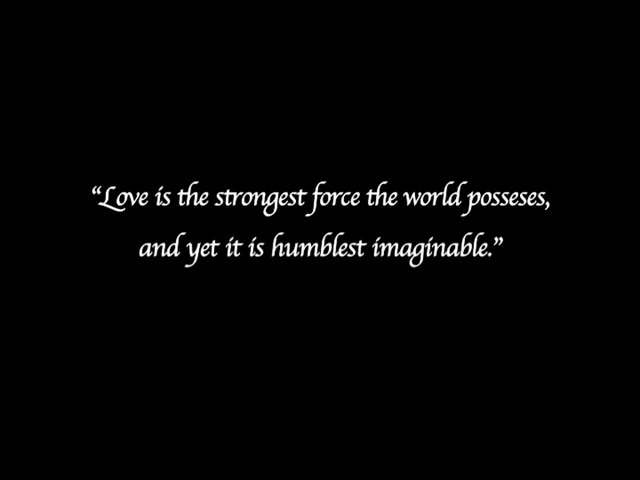 “Love is the strongest force the world posseses,
and yet it is humblest imaginable.”